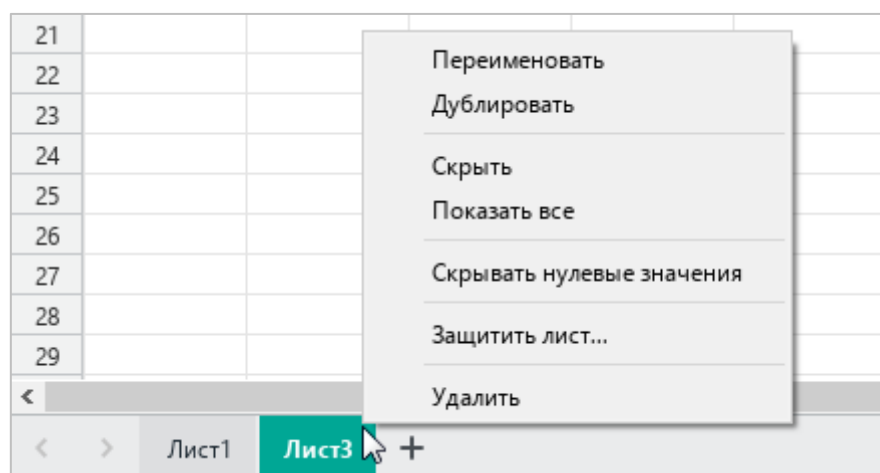 21
22
23
24
25
26
27
28
29
Переименовать
Дублировать
Скрыть
Показать все
Скрывать нулевые значения
Защитить лист...
Удалить
Лист1 Лист3 +